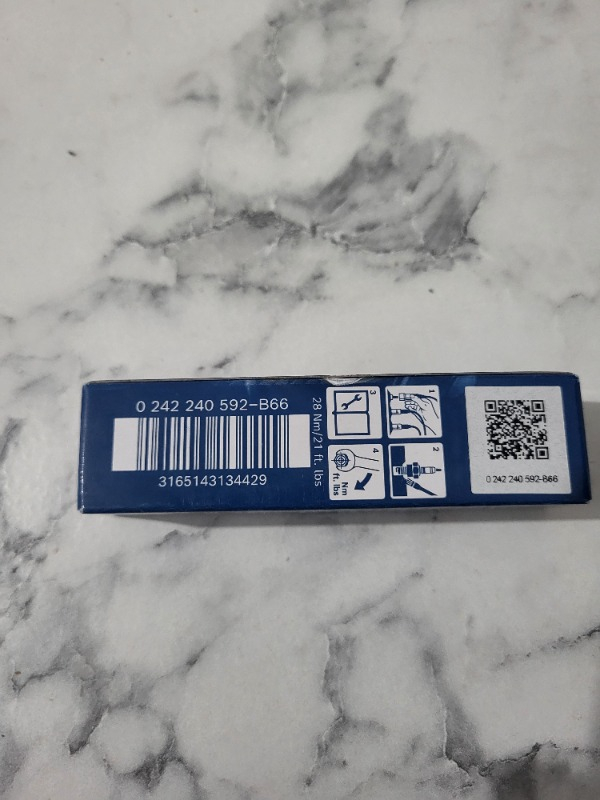 0 242 240 592-B66
3165143134429
28 Nm/21 ft. lbs
3
1
4
Nm
ft. lbs
2
0 242 240 592-B66